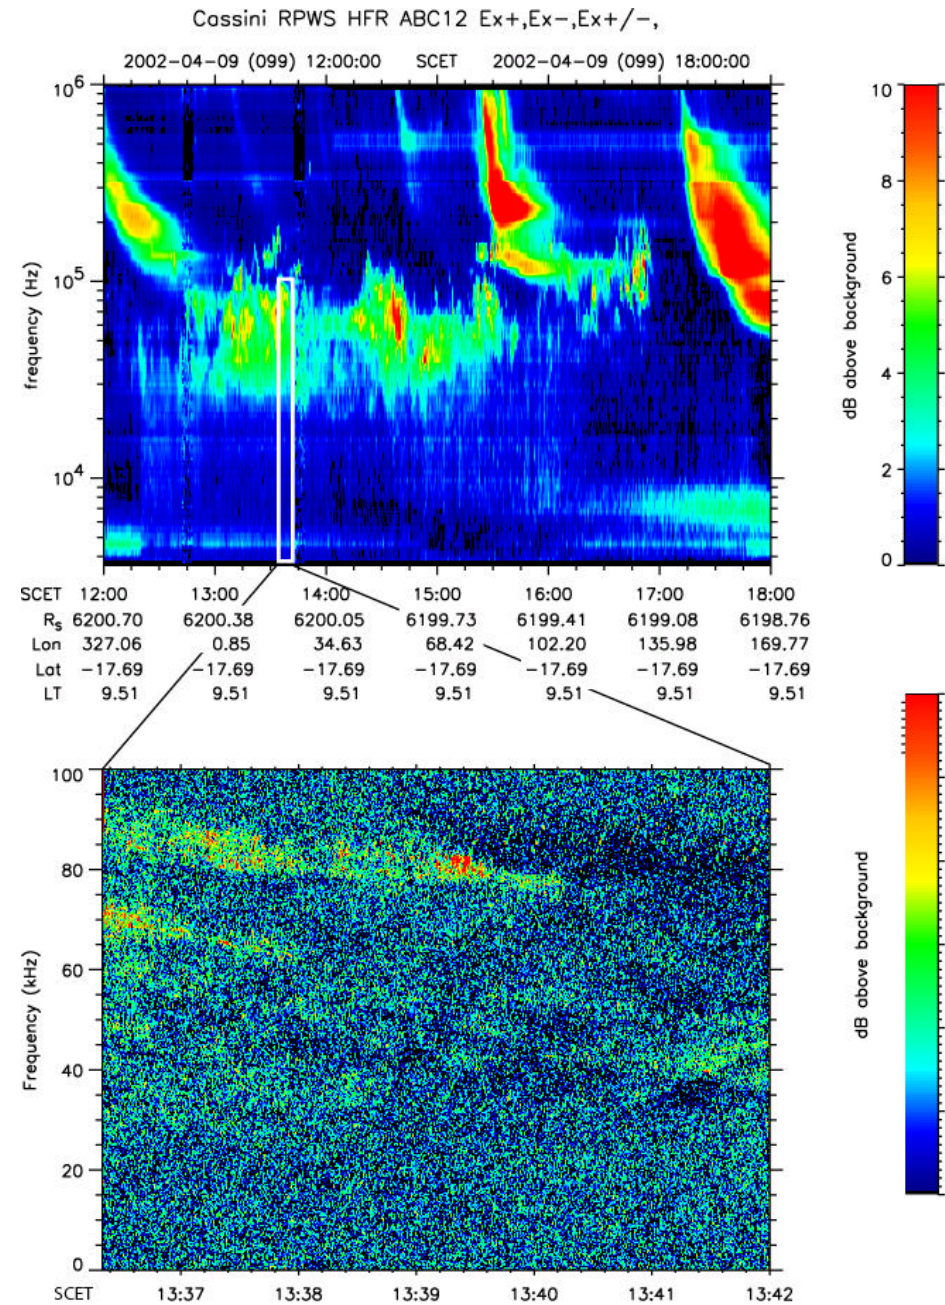 Cassini RPWS HFR ABC12 Ex+,Ex−,Ex+/−,
2002−04−09 (099) 12:00:00 SCET 2002−04−09 (099) 18:00:00
10⁶
10⁵
10⁴
frequency (Hz)
10
8
6
4
2
0
dB above background
SCET 12:00 13:00 14:00 15:00 16:00 17:00 18:00
R_S 6200.70 6200.38 6200.05 6199.73 6199.41 6199.08 6198.76
Lon 327.06 0.85 34.63 68.42 102.20 135.98 169.77
Lat −17.69 −17.69 −17.69 −17.69 −17.69 −17.69 −17.69
LT 9.51 9.51 9.51 9.51 9.51 9.51 9.51
100
80
60
40
20
0
Frequency (kHz)
dB above background
SCET 13:37 13:38 13:39 13:40 13:41 13:42